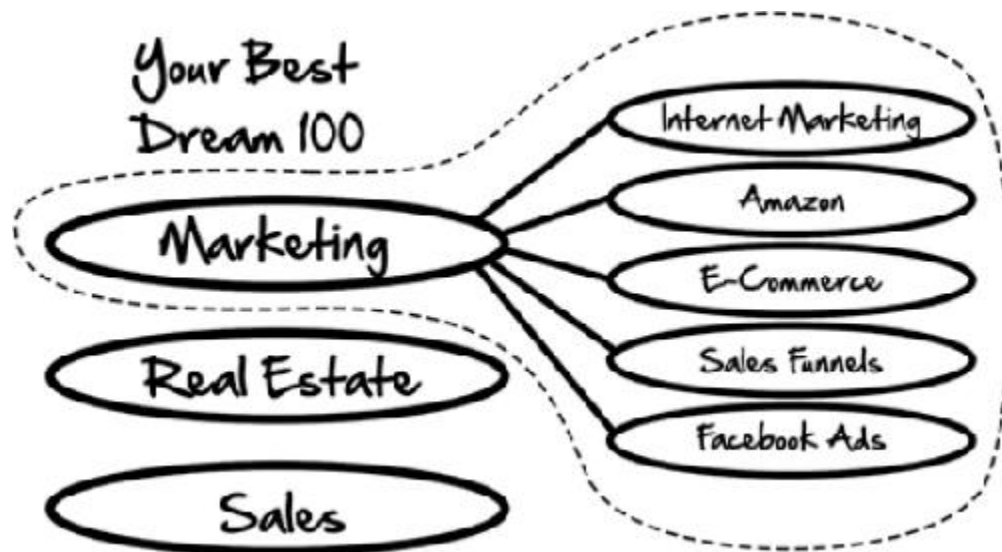 Your Best
Dream 100
Marketing
Real Estate
Sales
Internet Marketing
Amazon
E-Commerce
Sales Funnels
Facebook Ads